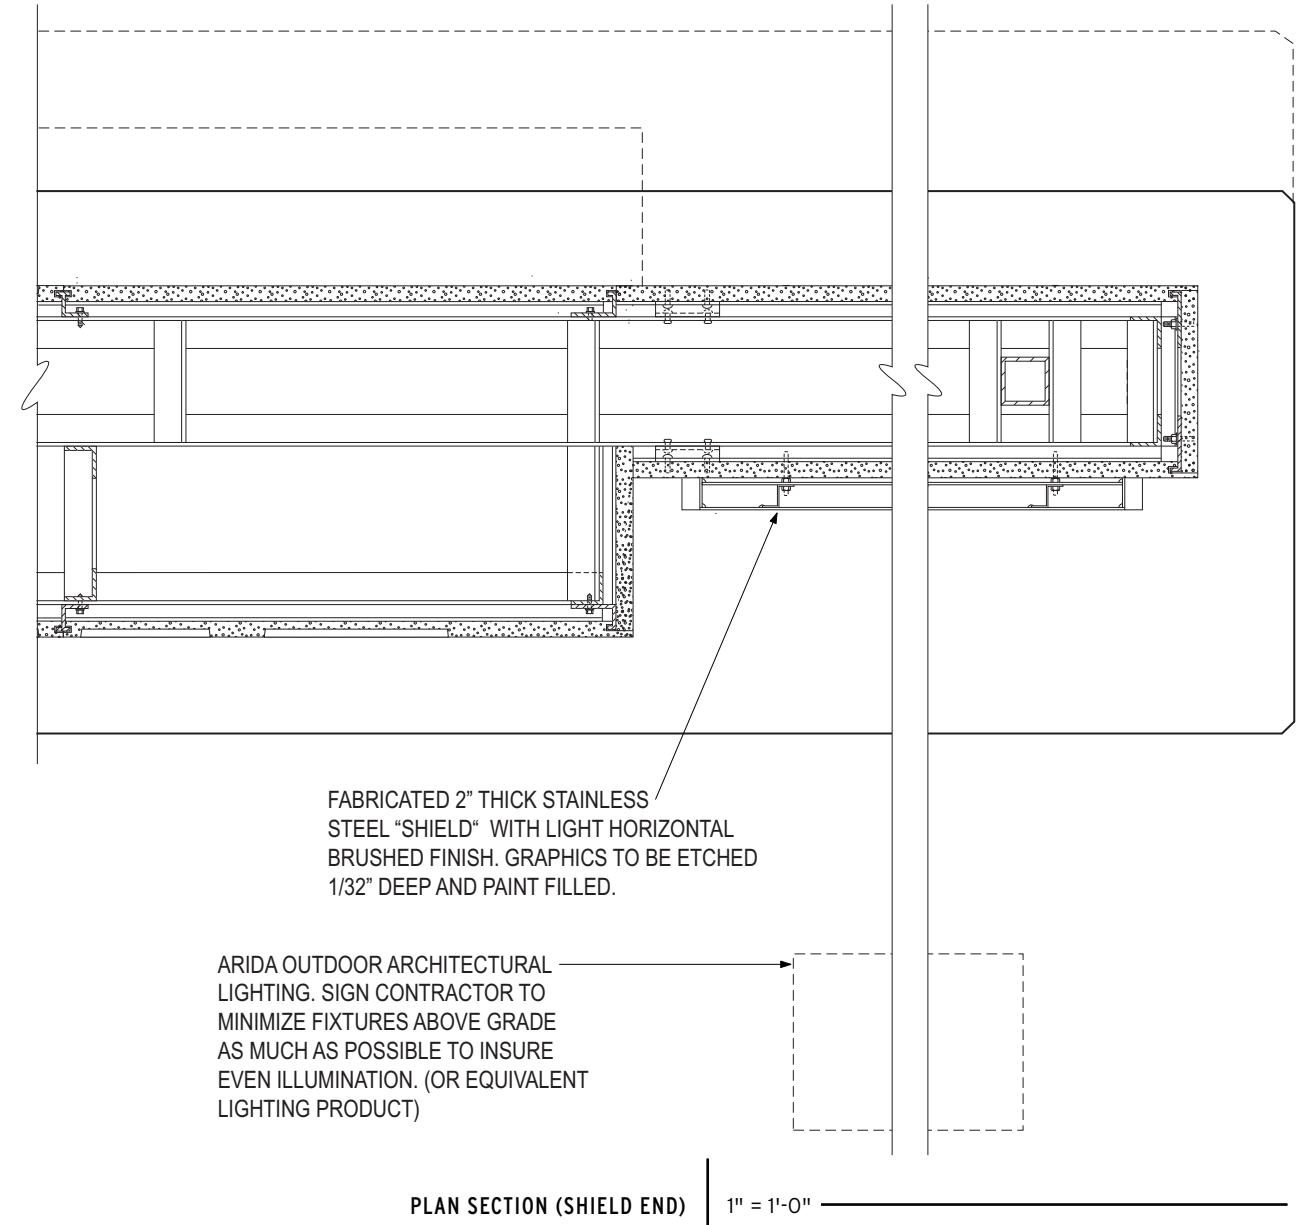 FABRICATED 2” THICK STAINLESS
STEEL “SHIELD“ WITH LIGHT HORIZONTAL
BRUSHED FINISH. GRAPHICS TO BE ETCHED
1/32” DEEP AND PAINT FILLED.
ARIDA OUTDOOR ARCHITECTURAL
LIGHTING. SIGN CONTRACTOR TO
MINIMIZE FIXTURES ABOVE GRADE
AS MUCH AS POSSIBLE TO INSURE
EVEN ILLUMINATION. (OR EQUIVALENT
LIGHTING PRODUCT)
PLAN SECTION (SHIELD END)
1" = 1'-0"